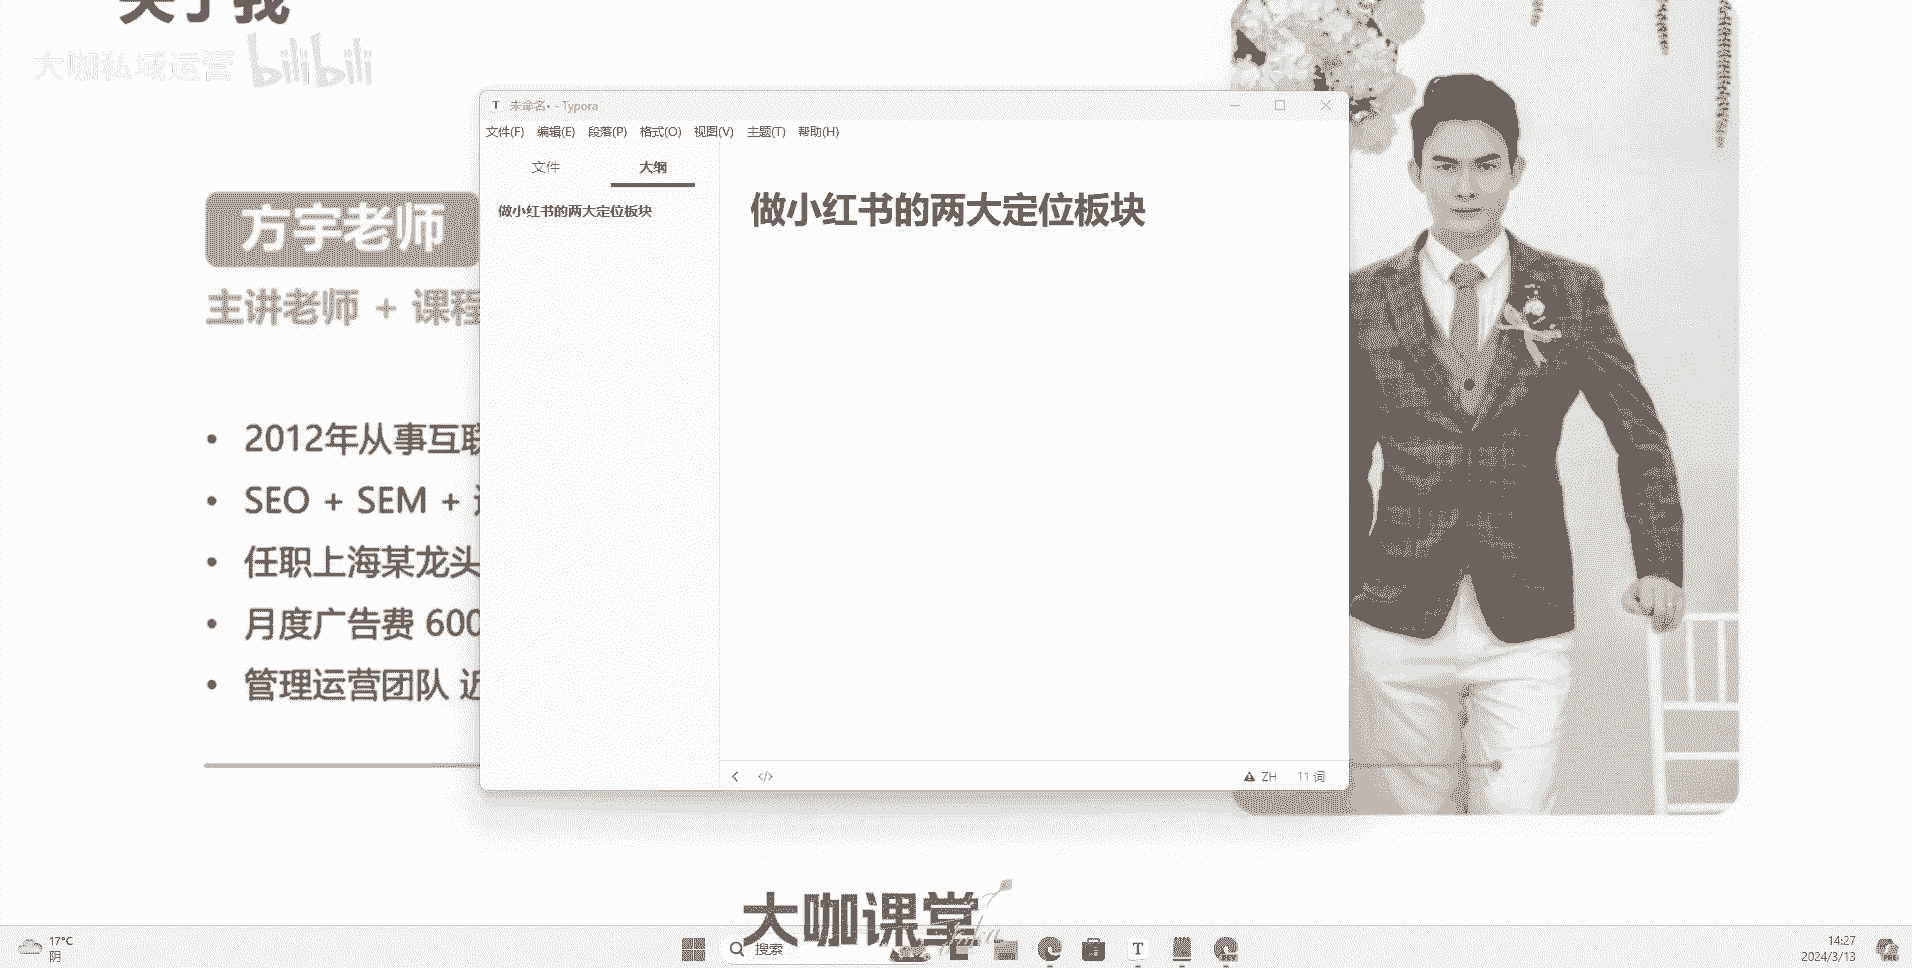 关于我
大咖私域运营 bilibili
未命名• - Typora
文件(F) 编辑(E) 段落(P) 格式(O) 视图(V) 主题(T) 帮助(H)
文件 大纲
做小红书的两大定位板块
做小红书的两大定位板块
方宇老师
主讲老师 + 课程
2012年从事互联
SEO + SEM +
任职上海某龙头
月度广告费 600
管理运营团队 近
</> ZH 11 词
大咖课堂
17°C
阴
搜索
14:27
2024/3/13